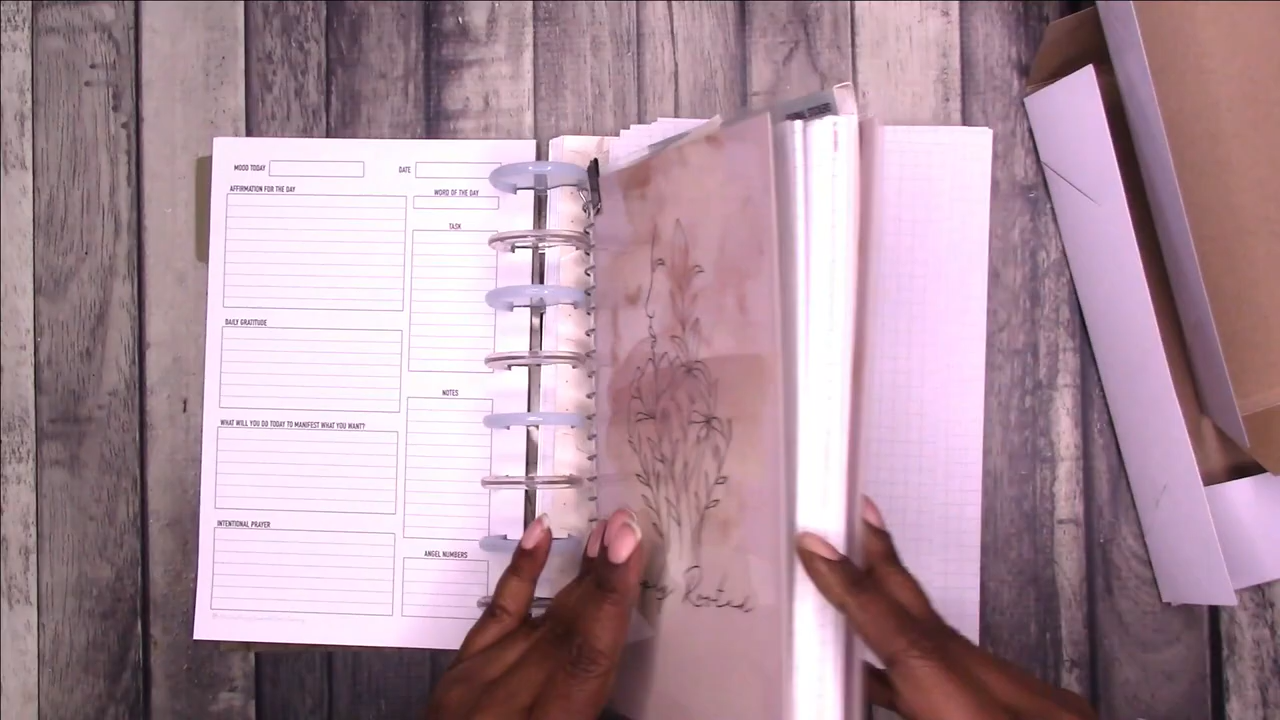 MOOD TODAY
DATE
AFFIRMATION FOR THE DAY
WORD OF THE DAY
TASK
DAILY GRATITUDE
NOTES
WHAT WILL YOU DO TODAY TO MANIFEST WHAT YOU WANT?
INTENTIONAL PRAYER
ANGEL NUMBERS
Rooted